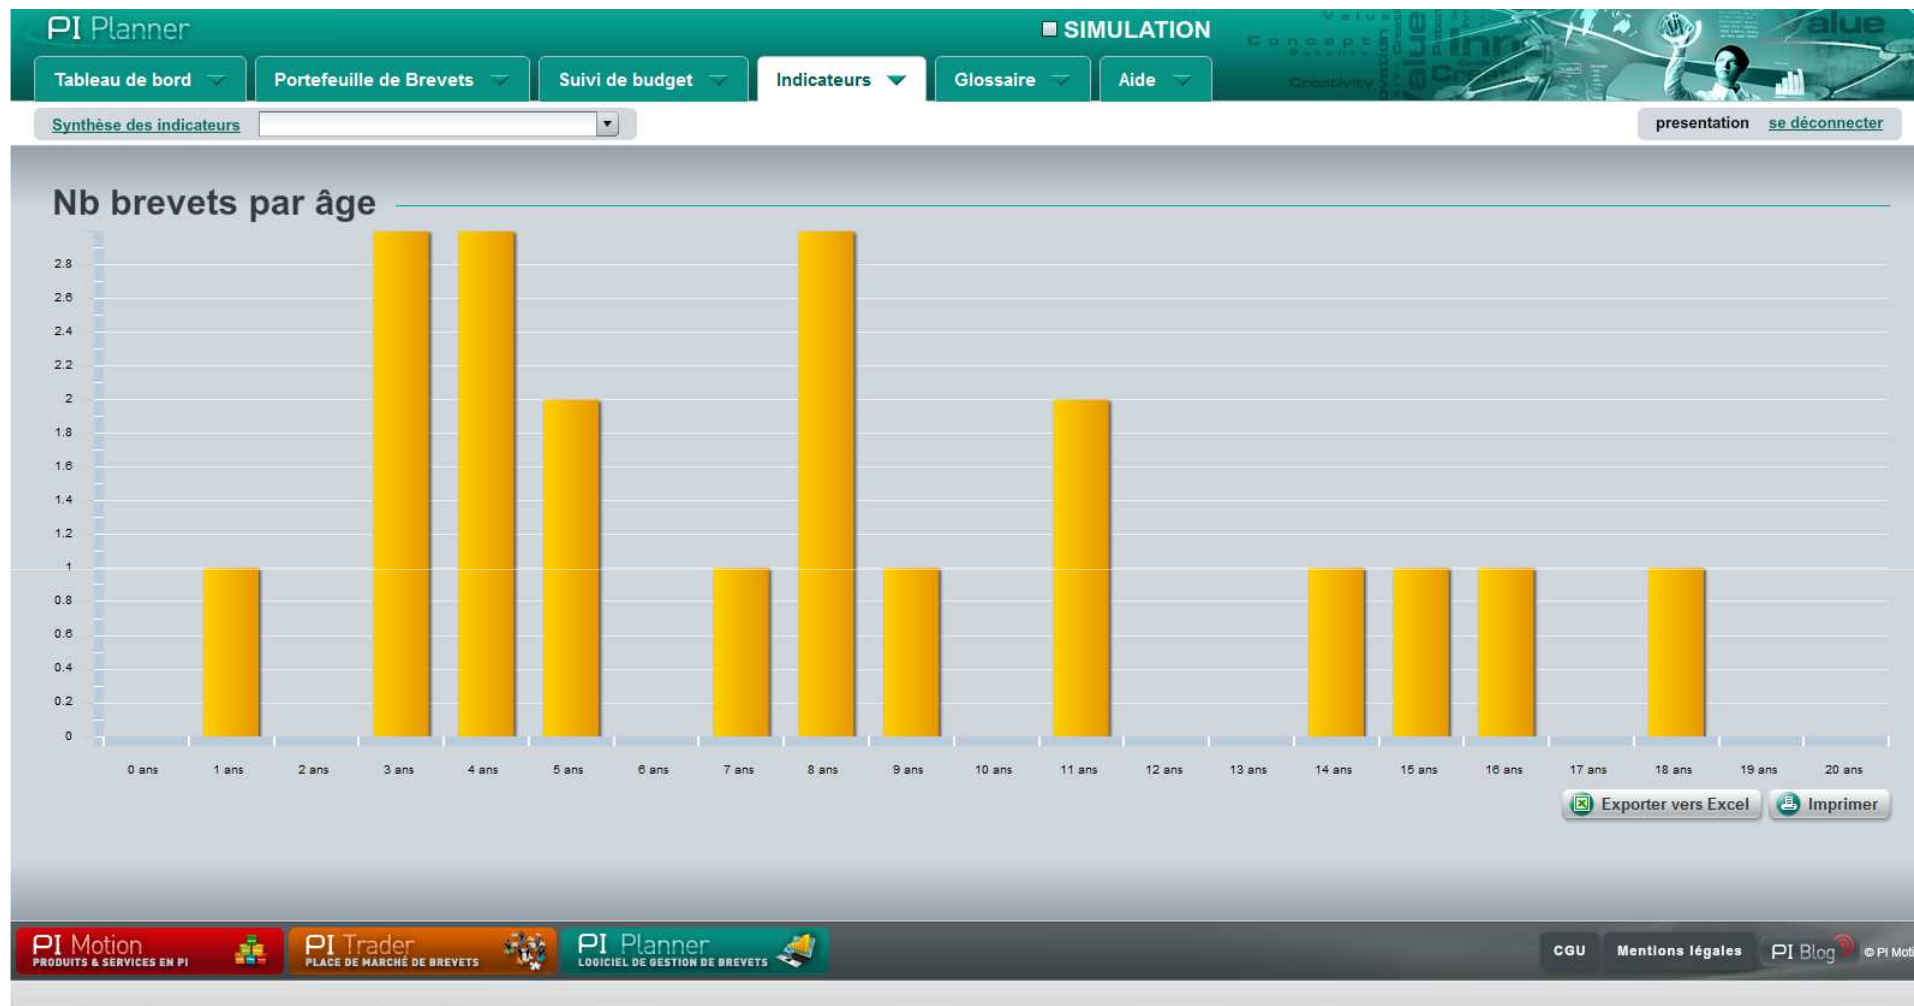 PI Planner
SIMULATION
Tableau de bord
Portefeuille de Brevets
Suivi de budget
Indicateurs
Glossaire
Aide
Synthèse des indicateurs
presentation
se déconnecter
Nb brevets par âge
2.8
2.6
2.4
2.2
2
1.8
1.6
1.4
1.2
1
0.8
0.6
0.4
0.2
0
0 ans 1 ans 2 ans 3 ans 4 ans 5 ans 6 ans 7 ans 8 ans 9 ans 10 ans 11 ans 12 ans 13 ans 14 ans 15 ans 16 ans 17 ans 18 ans 19 ans 20 ans
Exporter vers Excel
Imprimer
PI Motion
PRODUITS & SERVICES EN PI
PI Trader
PLACE DE MARCHÉ DE BREVETS
PI Planner
LOGICIEL DE GESTION DE BREVETS
CGU
Mentions légales
PI Blog
© PI Moti